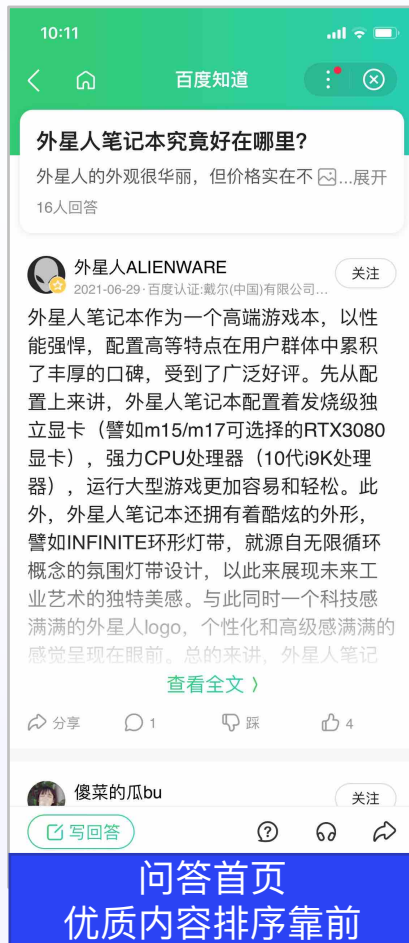 10:11
百度知道
外星人笔记本究竟好在哪里?
外星人的外观很华丽，但价格实在不 ...展开
16人回答
外星人ALIENWARE
关注
2021-06-29·百度认证:戴尔(中国)有限公司...
外星人笔记本作为一个高端游戏本，以性
能强悍，配置高等特点在用户群体中累积
了丰厚的口碑，受到了广泛好评。先从配
置上来讲，外星人笔记本配置着发烧级独
立显卡（譬如m15/m17可选择的RTX3080
显卡），强力CPU处理器（10代i9K处理
器），运行大型游戏更加容易和轻松。此
外，外星人笔记本还拥有着酷炫的外形，
譬如INFINITE环形灯带，就源自无限循环
概念的氛围灯带设计，以此来展现未来工
业艺术的独特美感。与此同时一个科技感
满满的外星人logo，个性化和高级感满满的
感觉呈现在眼前。总的来讲，外星人笔记
查看全文
分享 1 踩 4
傻菜的瓜bu
关注
写回答
问答首页
优质内容排序靠前